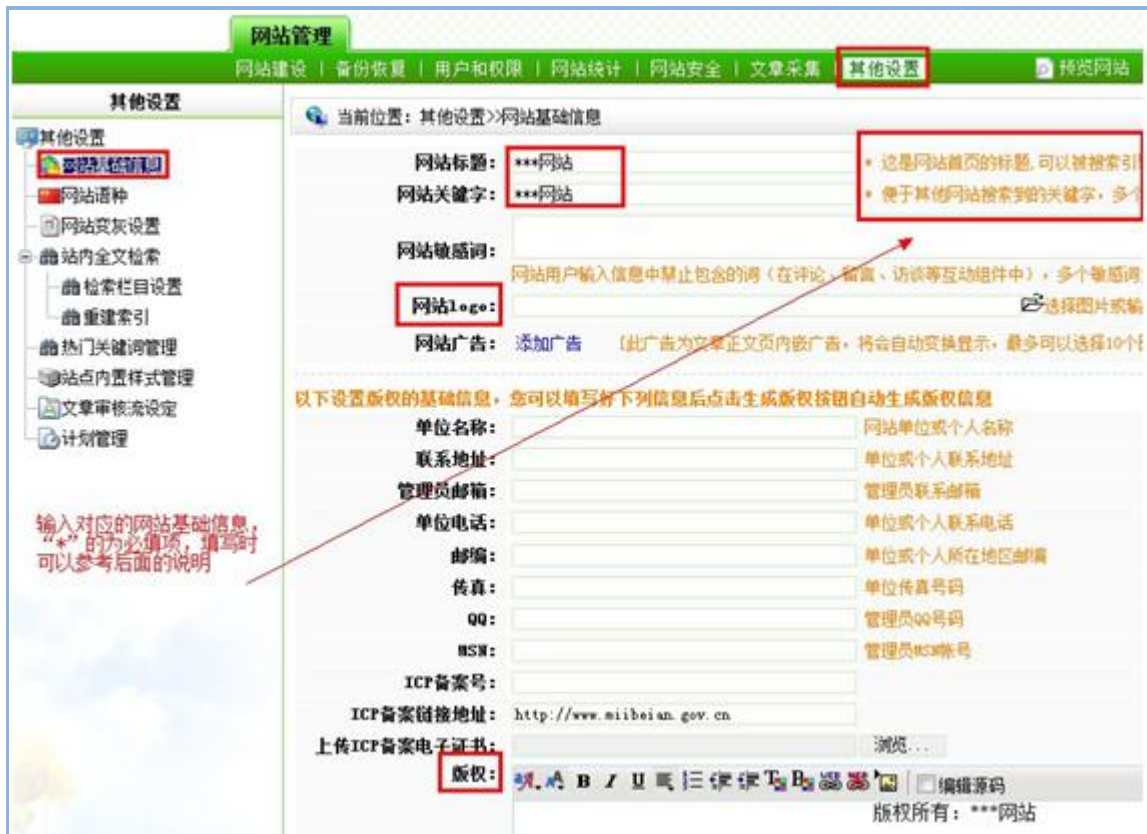 网站管理
网站建设 | 备份恢复 | 用户和权限 | 网站统计 | 网站安全 | 文章采集 | 其他设置 预览网站
其他设置
当前位置：其他设置>>网站基础信息
其他设置
网站基础信息
网站语种
网站变灰设置
站内全文检索
检索栏目设置
重建索引
热门关键词管理
站点内置样式管理
文章审核流设定
计划管理
输入对应的网站基础信息，
“*”的为必填项，填写时
可以参考后面的说明
网站标题： ***网站 * 这是网站首页的标题,可以被搜索引
网站关键字： ***网站 * 便于其他网站搜索到的关键字，多个
网站敏感词：
网站用户输入信息中禁止包含的词（在评论、留言、访谈等互动组件中），多个敏感词
网站logo： 选择图片或输
网站广告： 添加广告 [此广告为文章正文页内嵌广告，将会自动变换显示，最多可以选择10个
以下设置版权的基础信息，您可以填写好下列信息后点击生成版权按钮自动生成版权信息
单位名称： 网站单位或个人名称
联系地址： 单位或个人联系地址
管理员邮箱： 管理员联系邮箱
单位电话： 单位或个人联系电话
邮编： 单位或个人所在地区邮编
传真： 单位传真号码
QQ： 管理员QQ号码
MSN： 管理员MSN帐号
ICP备案号：
ICP备案链接地址： http://www.miibeian.gov.cn
上传ICP备案电子证书： 浏览...
版权： B I U 编辑源码
版权所有：***网站